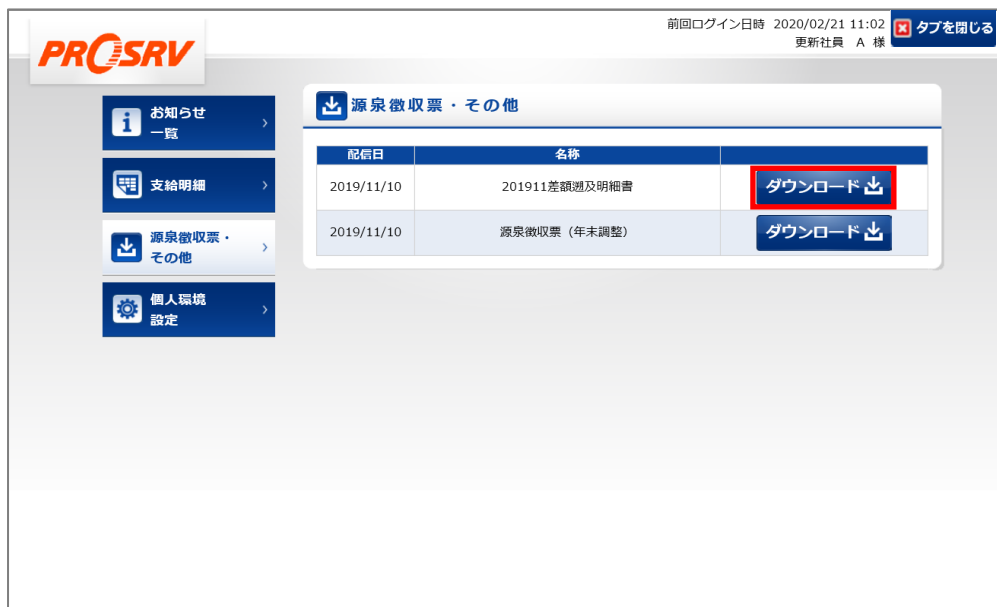 前回ログイン日時 2020/02/21 11:02
タブを閉じる
更新社員 A 様
PROSRV
お知らせ
一覧
支給明細
源泉徴収票・
その他
個人環境
設定
源泉徴収票・その他
配信日 名称
2019/11/10 201911差額遡及明細書 ダウンロード
2019/11/10 源泉徴収票（年末調整） ダウンロード